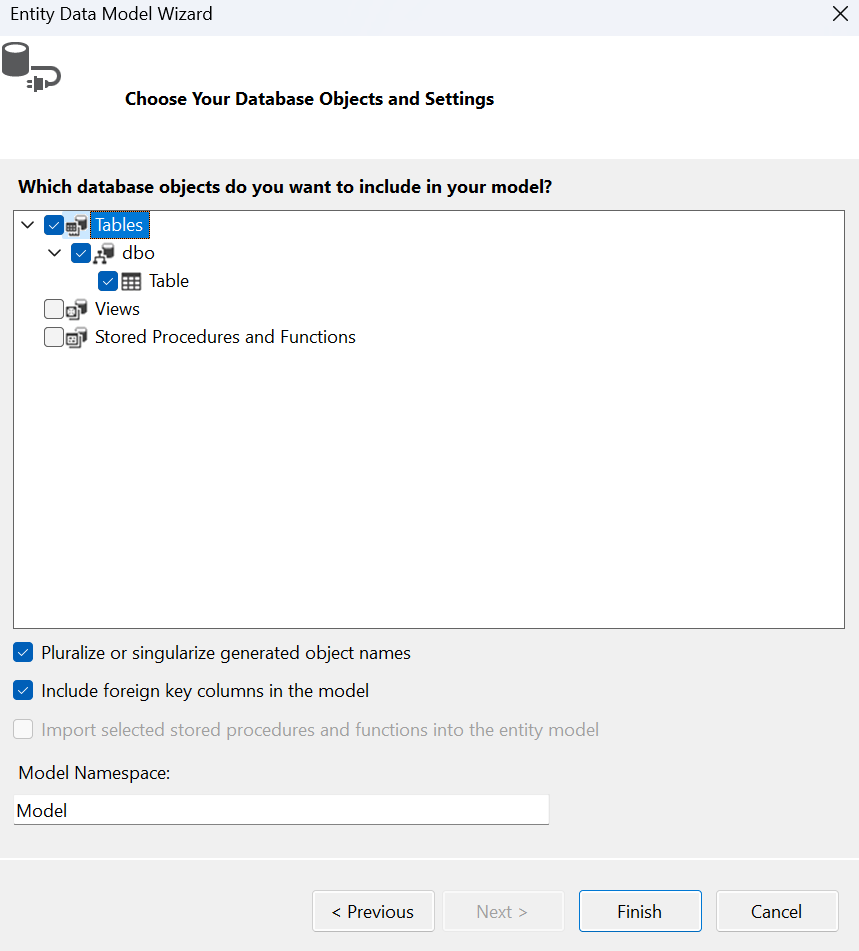 Entity Data Model Wizard
Choose Your Database Objects and Settings
Which database objects do you want to include in your model?
Tables
dbo
Table
Views
Stored Procedures and Functions
Pluralize or singularize generated object names
Include foreign key columns in the model
Import selected stored procedures and functions into the entity model
Model Namespace:
Model
< Previous Next > Finish Cancel